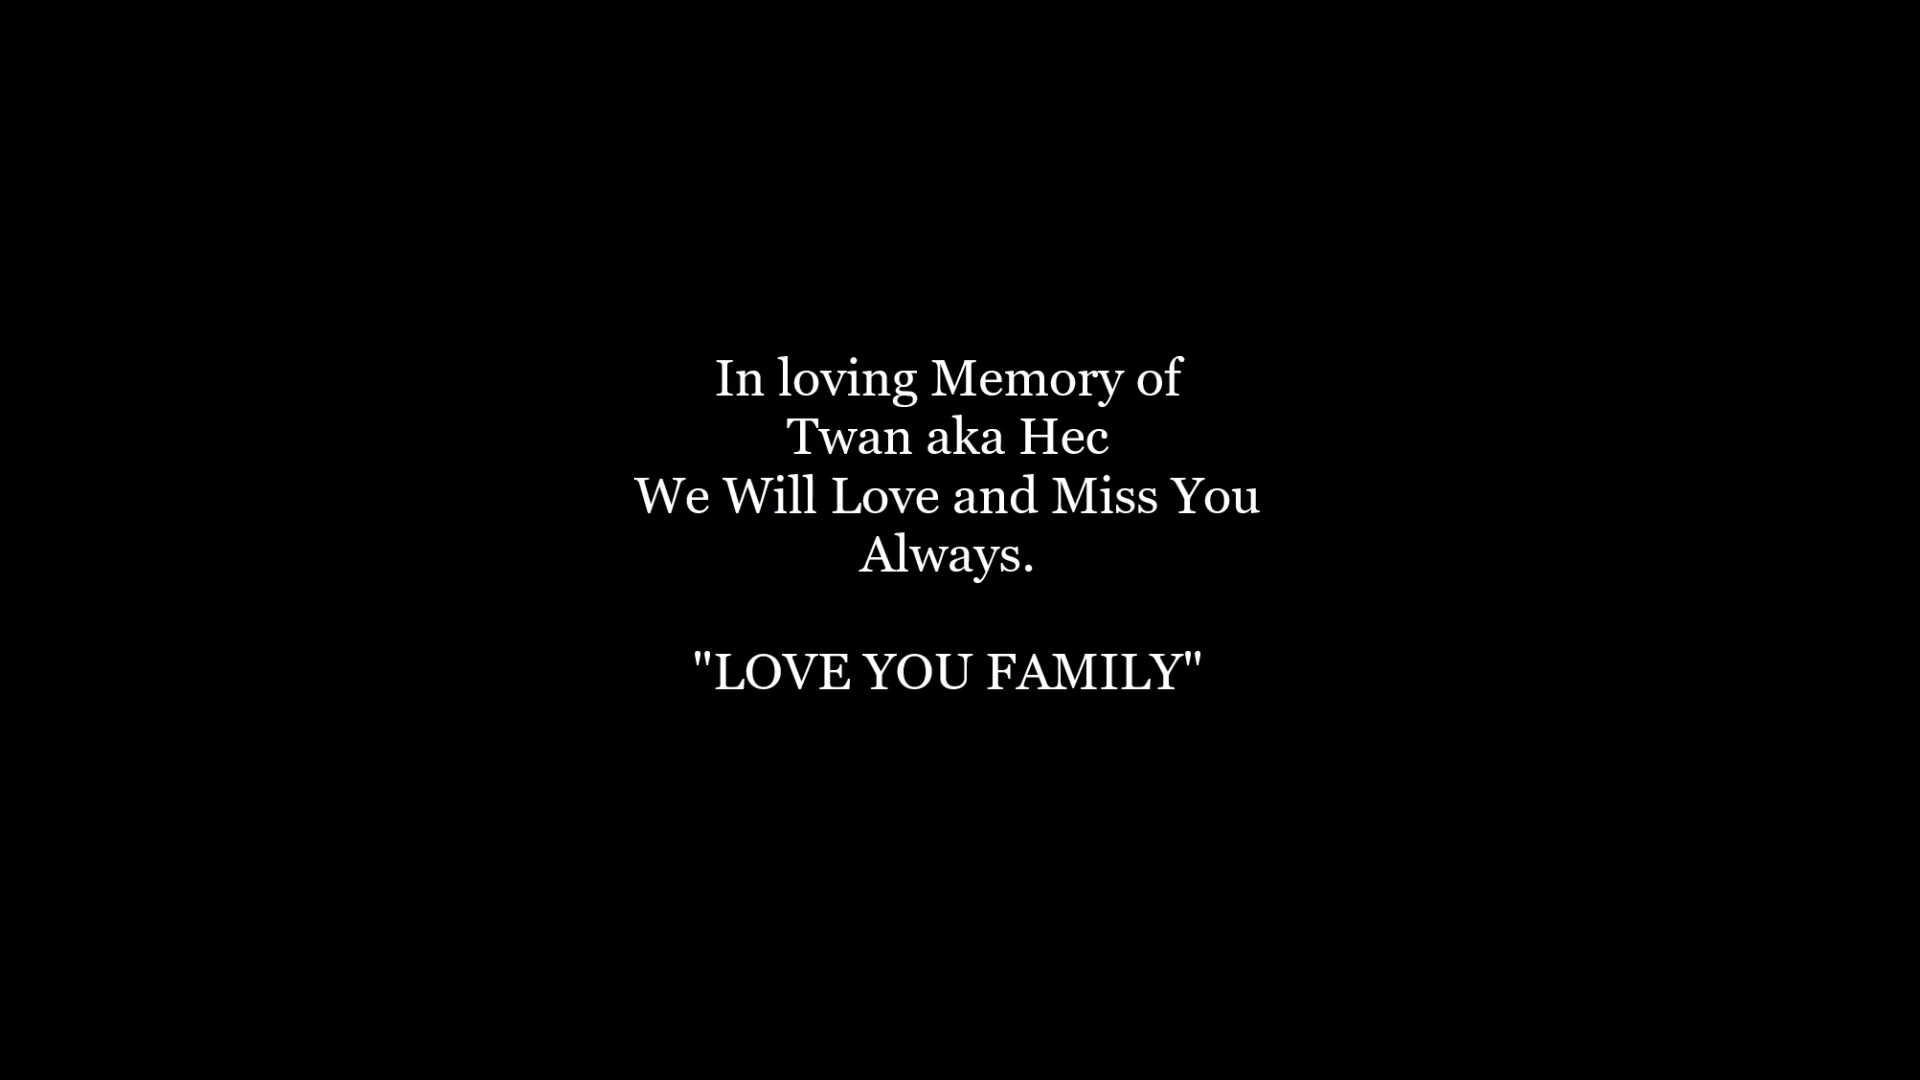 In loving Memory of
Twan aka Hec
We Will Love and Miss You
Always.
"LOVE YOU FAMILY"